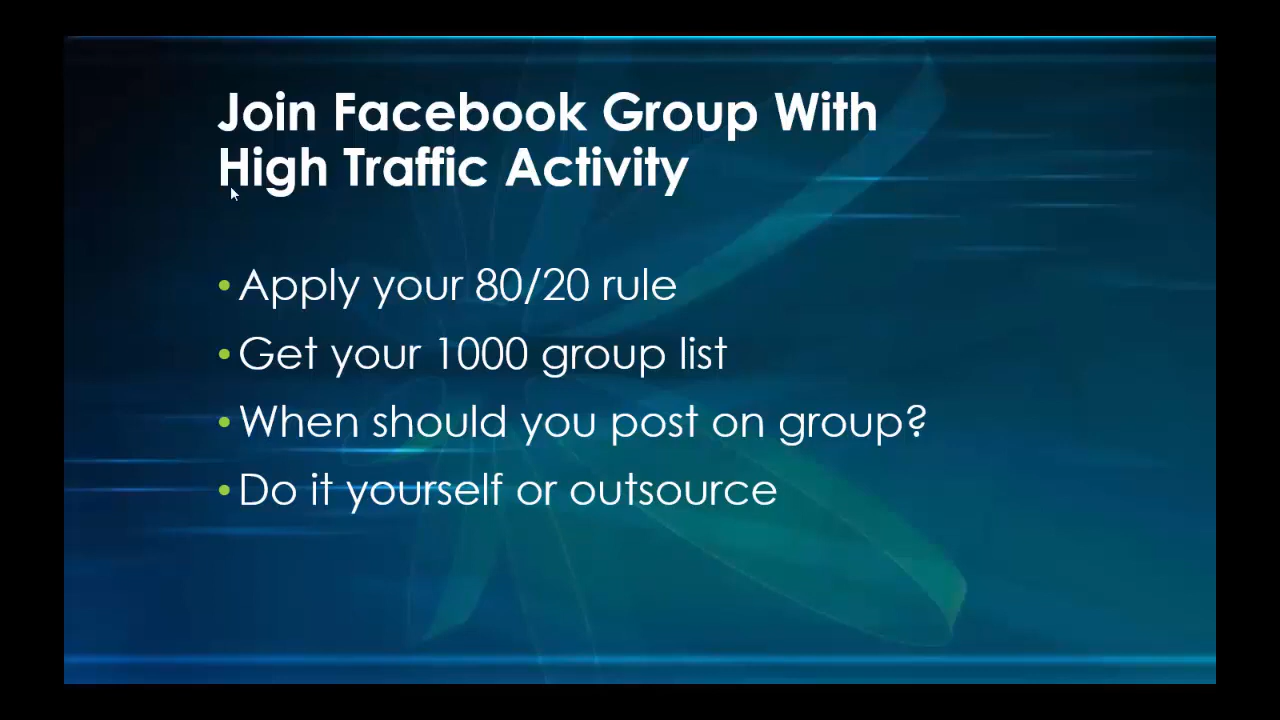 Join Facebook Group With
High Traffic Activity
• Apply your 80/20 rule
• Get your 1000 group list
• When should you post on group?
• Do it yourself or outsource